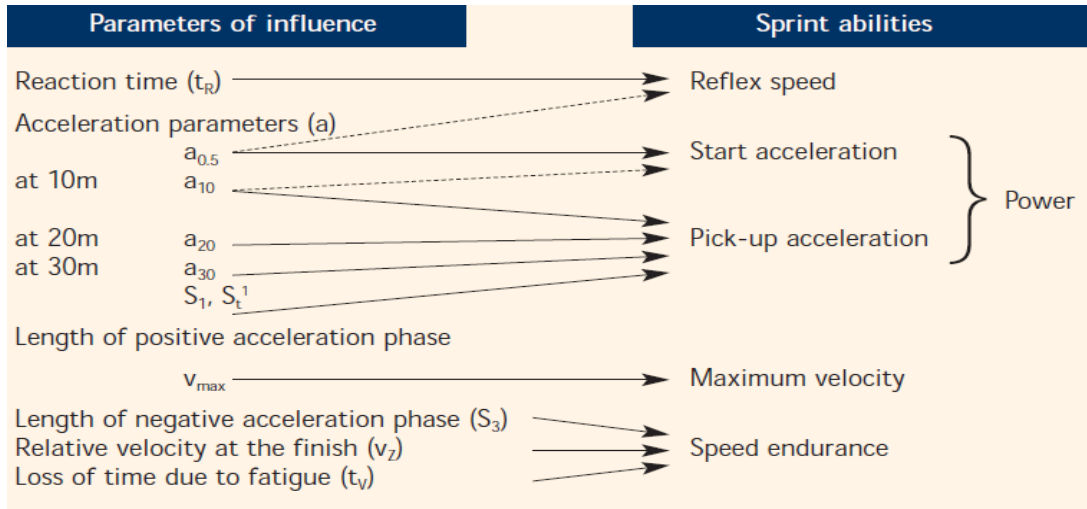 Parameters of influence
Sprint abilities
Reaction time (tR)
Reflex speed
Acceleration parameters (a)
a0.5
Start acceleration
at 10m a10
Power
at 20m a20
Pick-up acceleration
at 30m a30
S1, St1
Length of positive acceleration phase
vmax
Maximum velocity
Length of negative acceleration phase (S3)
Relative velocity at the finish (vZ)
Speed endurance
Loss of time due to fatigue (tV)